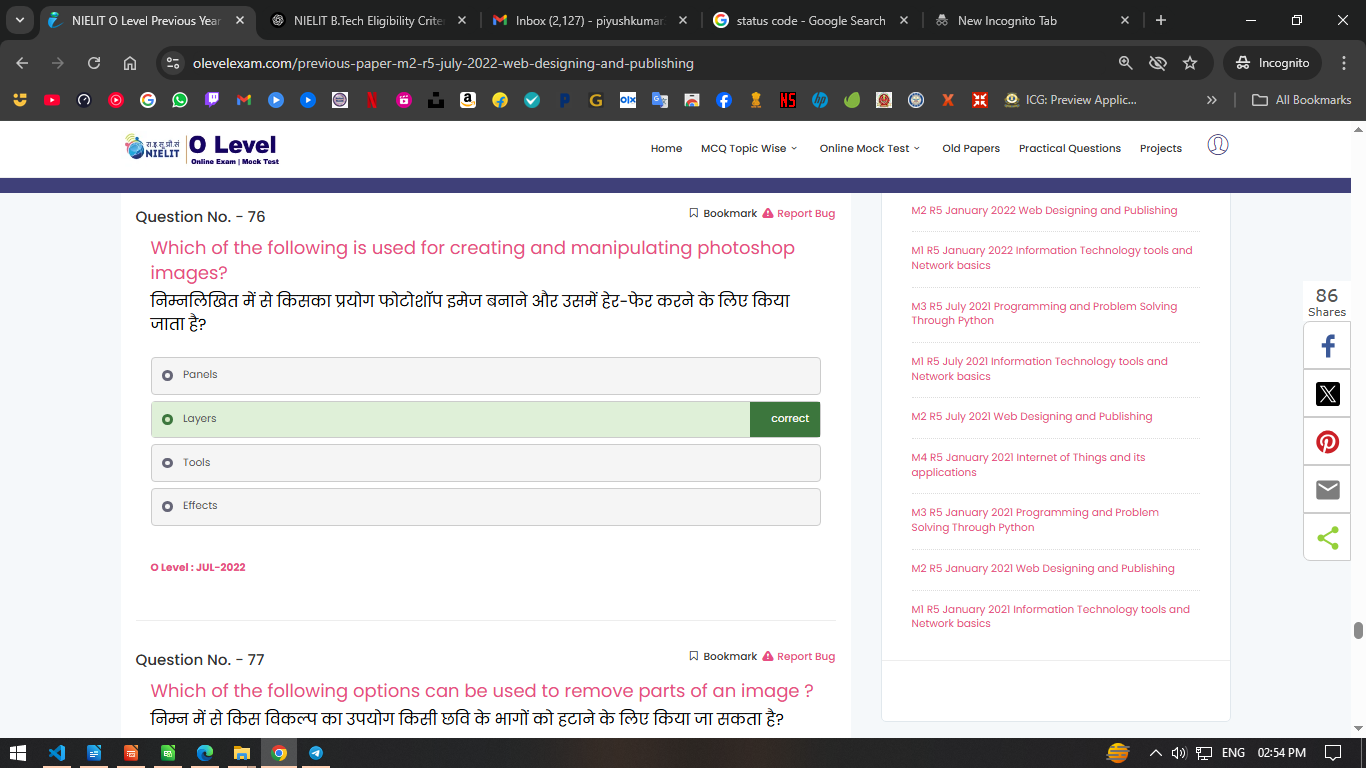 NIELIT O Level Previous Year
NIELIT B.Tech Eligibility Criter
Inbox (2,127) - piyushkumar
status code - Google Search
New Incognito Tab
olevelexam.com/previous-paper-m2-r5-july-2022-web-designing-and-publishing
Incognito
ICG: Preview Applic...
All Bookmarks
रा.इ.सू.प्रौ.सं
NIELIT
O Level
Online Exam | Mock Test
Home
MCQ Topic Wise
Online Mock Test
Old Papers
Practical Questions
Projects
Question No. - 76
Bookmark
Report Bug
Which of the following is used for creating and manipulating photoshop
images?
निम्नलिखित में से किसका प्रयोग फोटोशॉप इमेज बनाने और उसमें हेर-फेर करने के लिए किया
जाता है?
Panels
Layers
correct
Tools
Effects
O Level : JUL-2022
Question No. - 77
Bookmark
Report Bug
Which of the following options can be used to remove parts of an image ?
निम्न में से किस विकल्प का उपयोग किसी छवि के भागों को हटाने के लिए किया जा सकता है?
M2 R5 January 2022 Web Designing and Publishing
M1 R5 January 2022 Information Technology tools and
Network basics
M3 R5 July 2021 Programming and Problem Solving
Through Python
M1 R5 July 2021 Information Technology tools and
Network basics
M2 R5 July 2021 Web Designing and Publishing
M4 R5 January 2021 Internet of Things and its
applications
M3 R5 January 2021 Programming and Problem
Solving Through Python
M2 R5 January 2021 Web Designing and Publishing
M1 R5 January 2021 Information Technology tools and
Network basics
86
Shares
ENG
02:54 PM